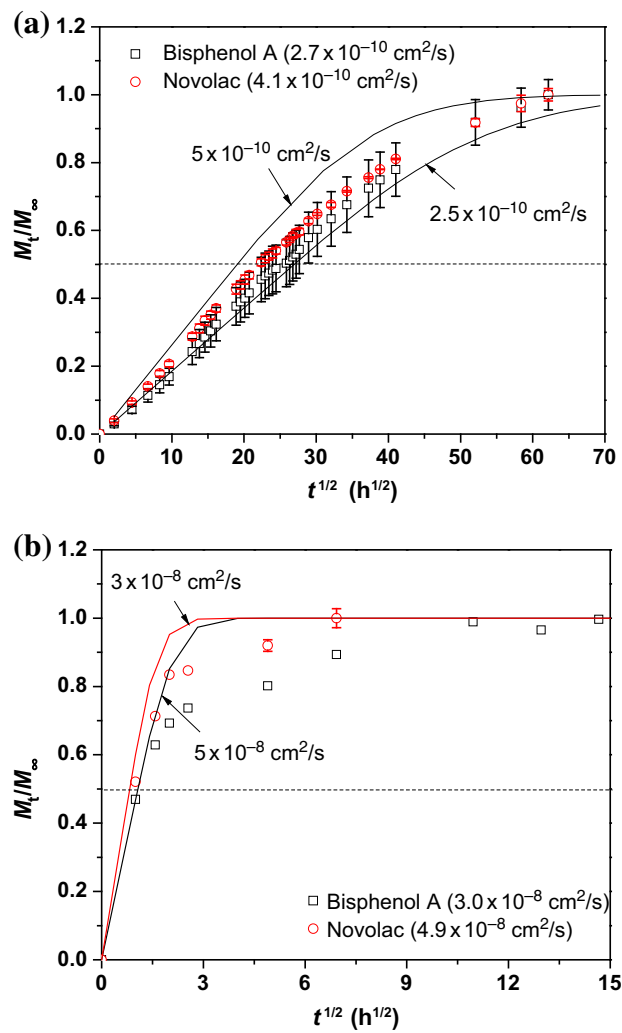 (a)
1.2
1.0
0.8
0.6
0.4
0.2
0.0
M_t/M_∞
Bisphenol A (2.7 x 10⁻¹⁰ cm²/s)
Novolac (4.1 x 10⁻¹⁰ cm²/s)
5 x 10⁻¹⁰ cm²/s
2.5 x 10⁻¹⁰ cm²/s
0 10 20 30 40 50 60 70
t^1/2 (h^1/2)
(b)
1.2
1.0
0.8
0.6
0.4
0.2
0.0
M_t/M_∞
3 x 10⁻⁸ cm²/s
5 x 10⁻⁸ cm²/s
Bisphenol A (3.0 x 10⁻⁸ cm²/s)
Novolac (4.9 x 10⁻⁸ cm²/s)
0 3 6 9 12 15
t^1/2 (h^1/2)